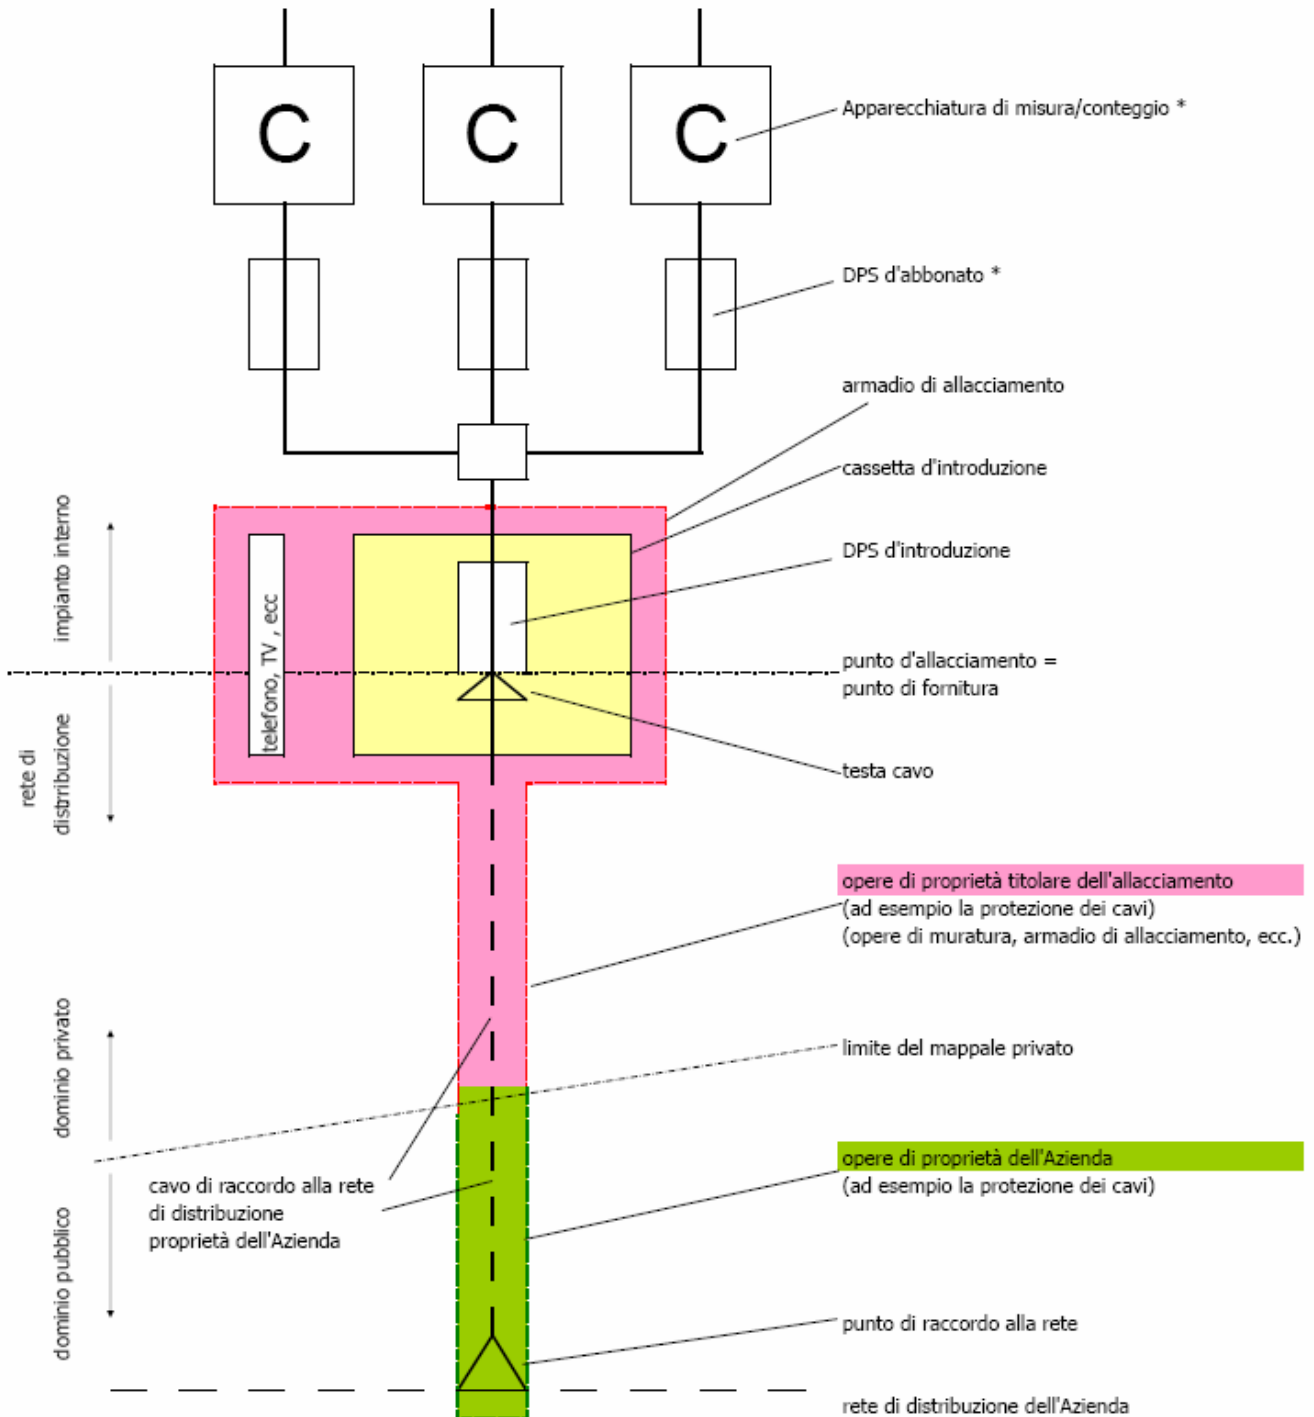 C
C
C
Apparecchiatura di misura/conteggio *
DPS d'abbonato *
armadio di allacciamento
cassetta d'introduzione
DPS d'introduzione
impianto interno
telefono, TV , ecc
punto d'allacciamento =
punto di fornitura
rete di
distrribuzione
testa cavo
opere di proprietà titolare dell'allacciamento
(ad esempio la protezione dei cavi)
(opere di muratura, armadio di allacciamento, ecc.)
dominio privato
limite del mappale privato
opere di proprietà dell'Azienda
(ad esempio la protezione dei cavi)
cavo di raccordo alla rete
di distribuzione
proprietà dell'Azienda
dominio pubblico
punto di raccordo alla rete
rete di distribuzione dell'Azienda